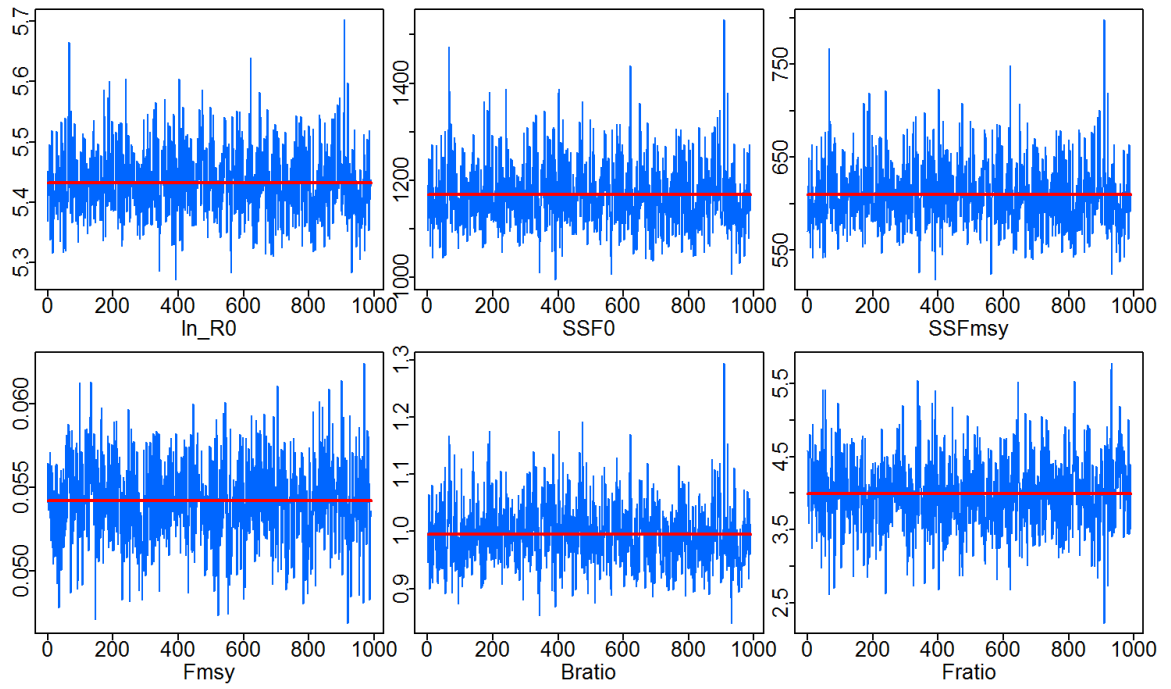 5.3 5.4 5.5 5.6 5.7
0 200 400 600 800 1000
ln_R0
1000 1200 1400
0 200 400 600 800 1000
SSF0
550 650 750
0 200 400 600 800 1000
SSFmsy
0.050 0.055 0.060
0 200 400 600 800 1000
Fmsy
0.9 1.0 1.1 1.2 1.3
0 200 400 600 800 1000
Bratio
2.5 3.5 4.5 5.5
0 200 400 600 800 1000
Fratio